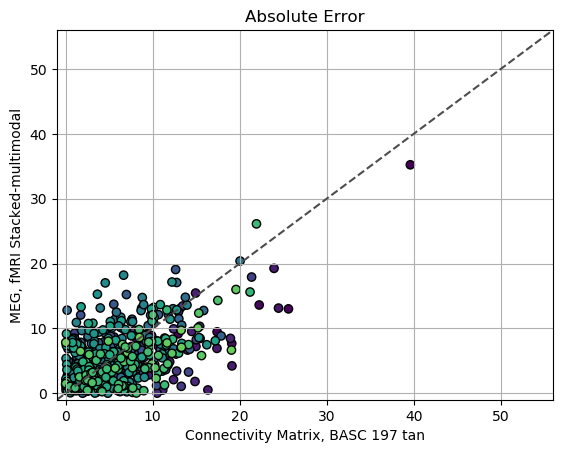 Absolute Error
MEG, fMRI Stacked-multimodal
50
40
30
20
10
0
0 10 20 30 40 50
Connectivity Matrix, BASC 197 tan